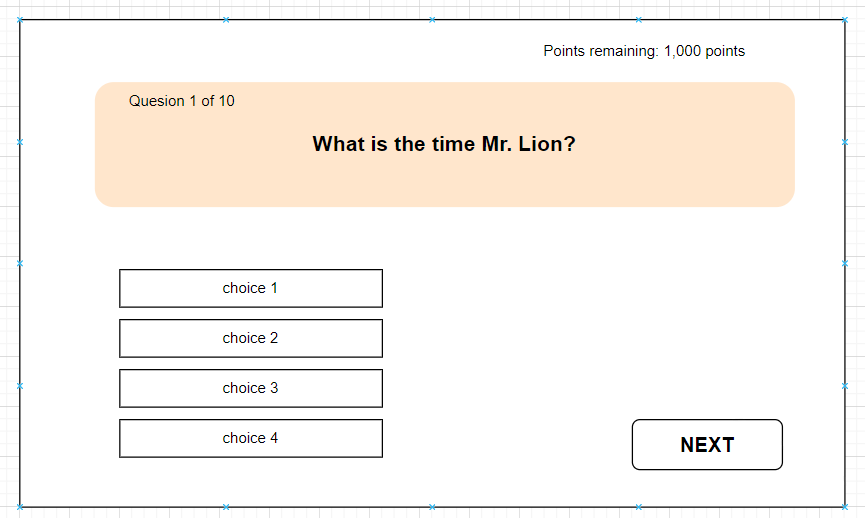 Points remaining: 1,000 points
Quesion 1 of 10
What is the time Mr. Lion?
choice 1
choice 2
choice 3
choice 4
NEXT